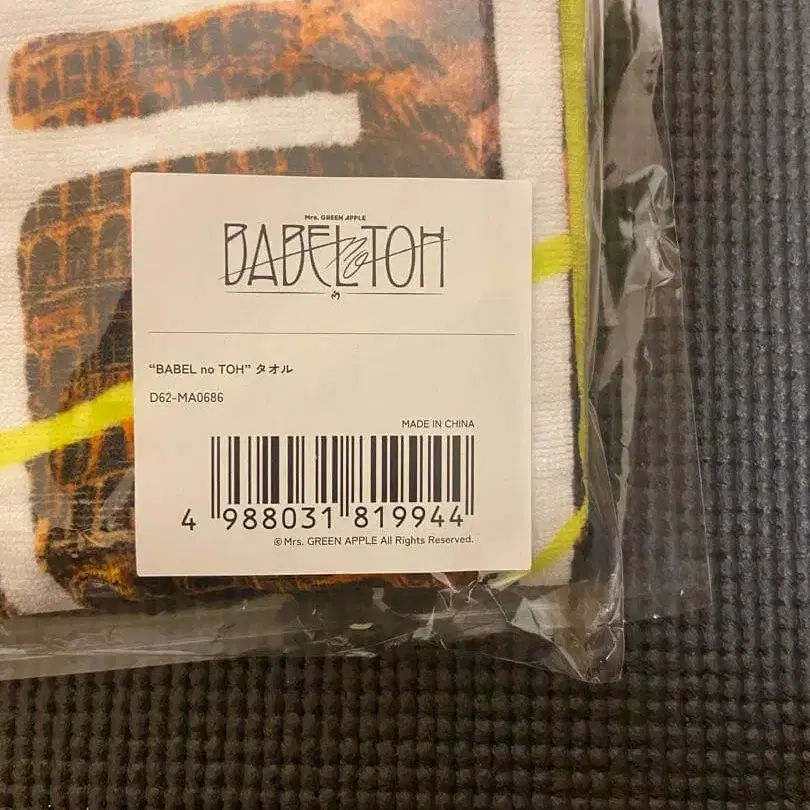 Mrs. GREEN APPLE
BABEL no TOH
“BABEL no TOH” タオル
D62-MA0686
MADE IN CHINA
4 988031 819944
©Mrs. GREEN APPLE All Rights Reserved.